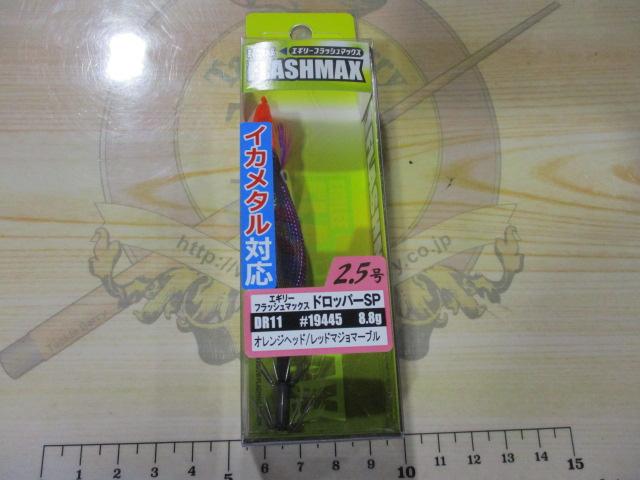 エギリーフラッシュマックス
FLASHMAX
イカメタル対応
2.5号
エギリー
フラッシュマックス ドロッパーSP
DR11 #19445 8.8g
オレンジヘッド/レッドマジョマーブル
1 2 3 4 5 6 7 8 9 10 11 12 13 14 15